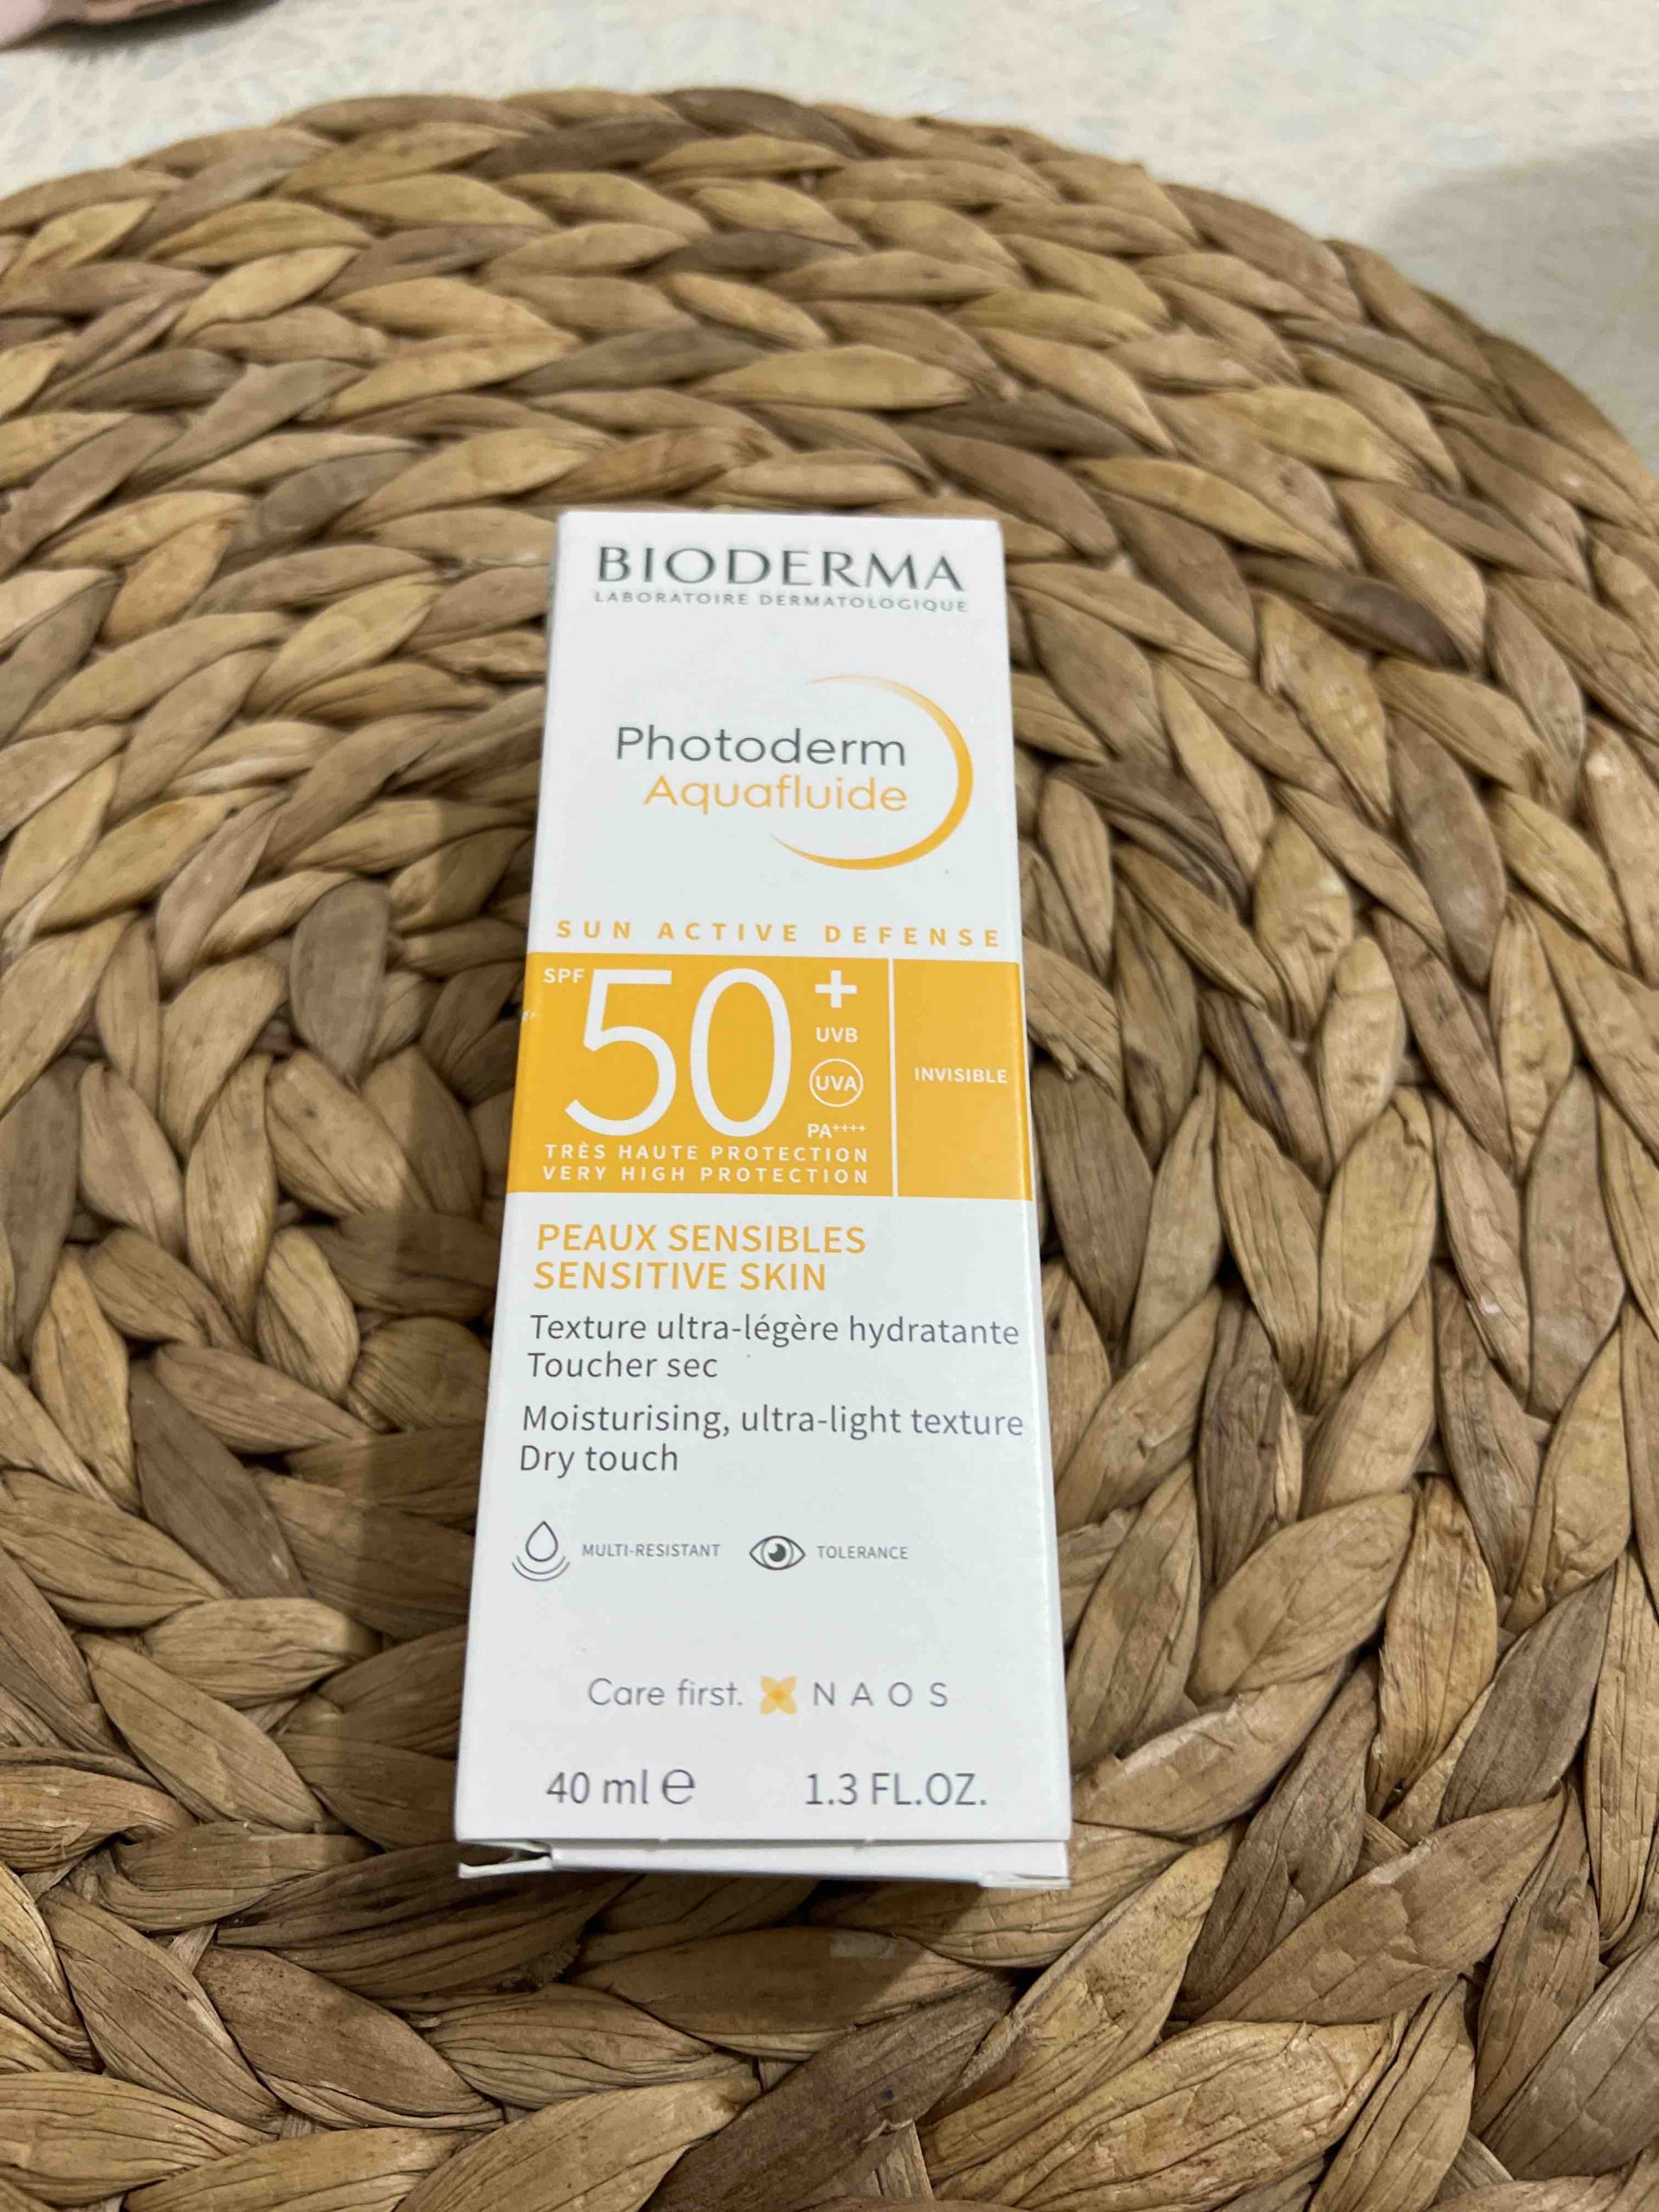 BIODERMA
LABORATOIRE DERMATOLOGIQUE
Photoderm
Aquafluide
SUN ACTIVE DEFENSE
SPF 50+
UVB
UVA
PA++++
INVISIBLE
TRÈS HAUTE PROTECTION
VERY HIGH PROTECTION
PEAUX SENSIBLES
SENSITIVE SKIN
Texture ultra-légère hydratante
Toucher sec
Moisturising, ultra-light texture
Dry touch
MULTI-RESISTANT TOLERANCE
Care first. NAOS
40 ml ℮ 1.3 FL.OZ.